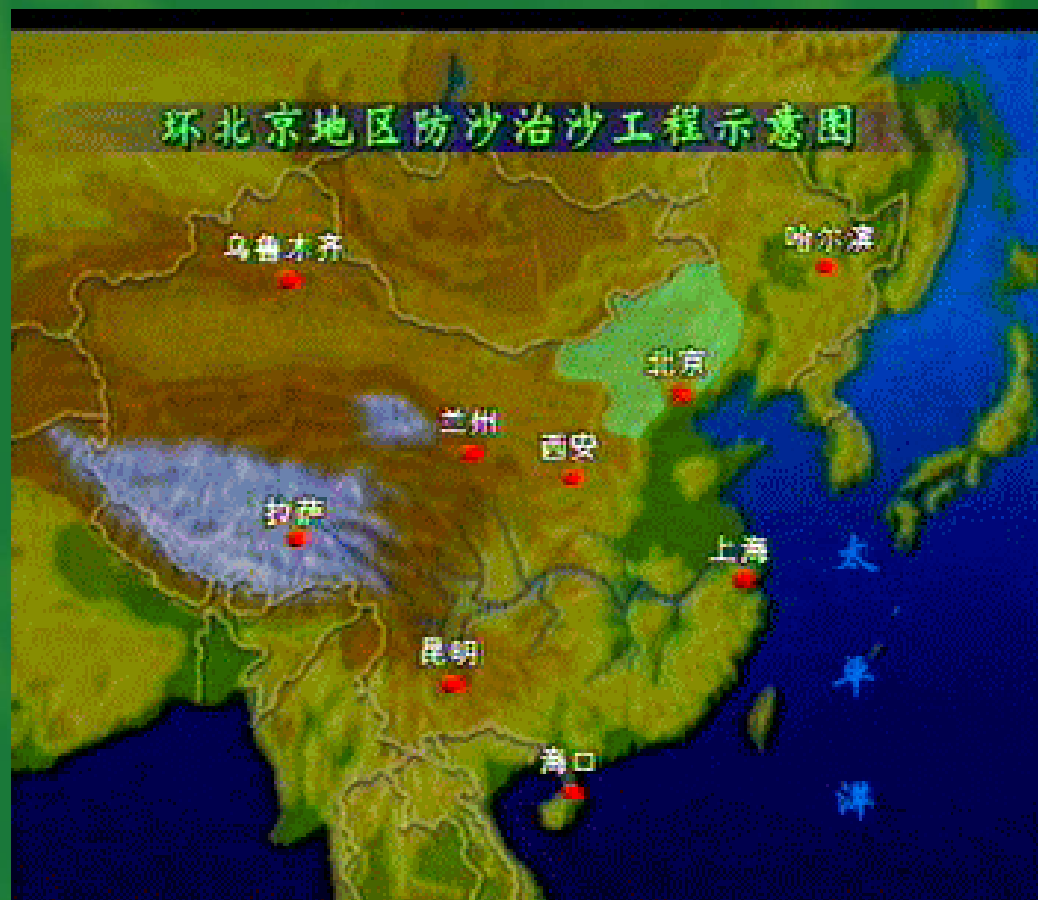 环北京地区防沙治沙工程示意图
哈尔滨
乌鲁木齐
北京
兰州
西安
拉萨
上海
太
平
洋
昆明
海口